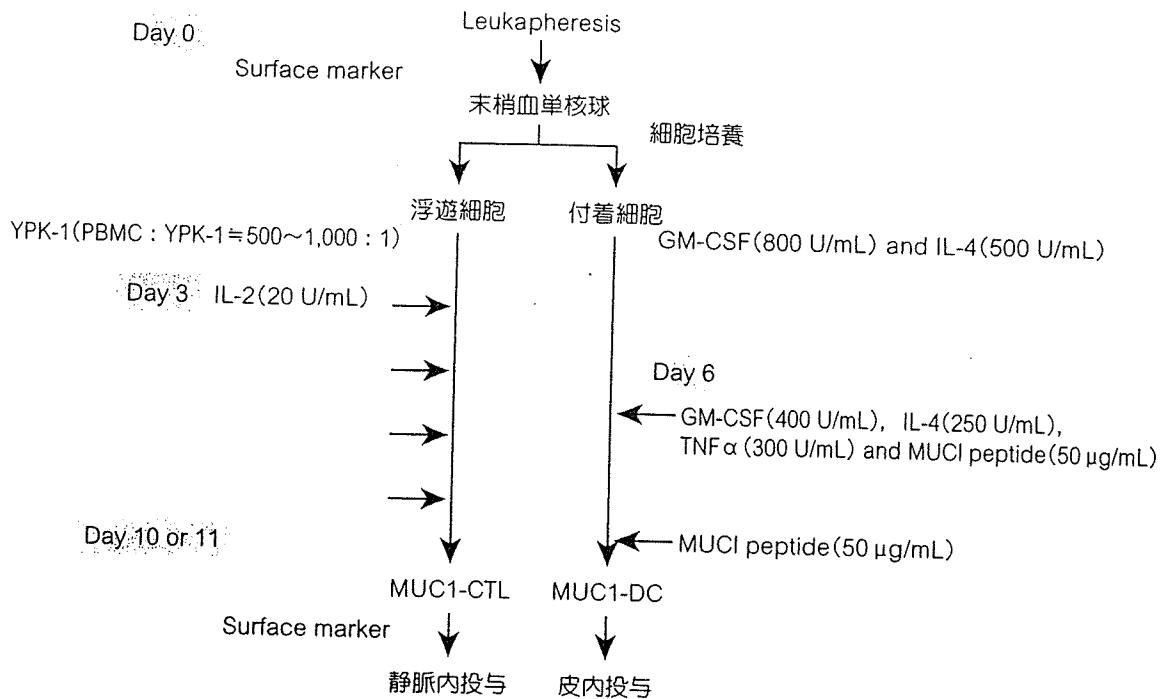 Day 0
Leukapheresis
Surface marker
末梢血単核球
細胞培養
浮遊細胞
付着細胞
YPK-1(PBMC : YPK-1≒500～1,000 : 1)
GM-CSF(800 U/mL) and IL-4(500 U/mL)
Day 3 IL-2(20 U/mL)
Day 6
GM-CSF(400 U/mL), IL-4(250 U/mL),
TNFα(300 U/mL) and MUCI peptide(50 μg/mL)
Day 10 or 11
MUCI peptide(50 μg/mL)
MUC1-CTL
MUC1-DC
Surface marker
静脈内投与
皮内投与